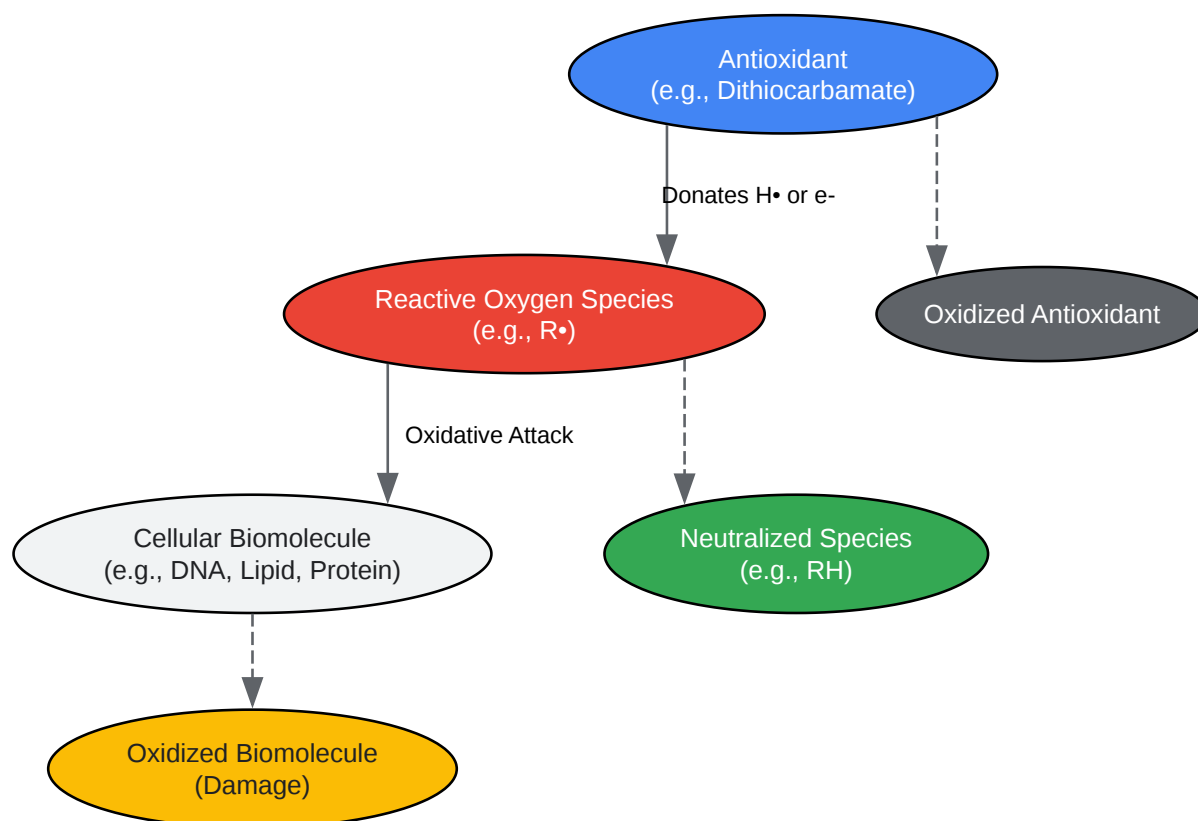 Antioxidant
(e.g., Dithiocarbamate)
Donates H• or e-
Reactive Oxygen Species
(e.g., R•)
Oxidized Antioxidant
Oxidative Attack
Cellular Biomolecule
(e.g., DNA, Lipid, Protein)
Neutralized Species
(e.g., RH)
Oxidized Biomolecule
(Damage)